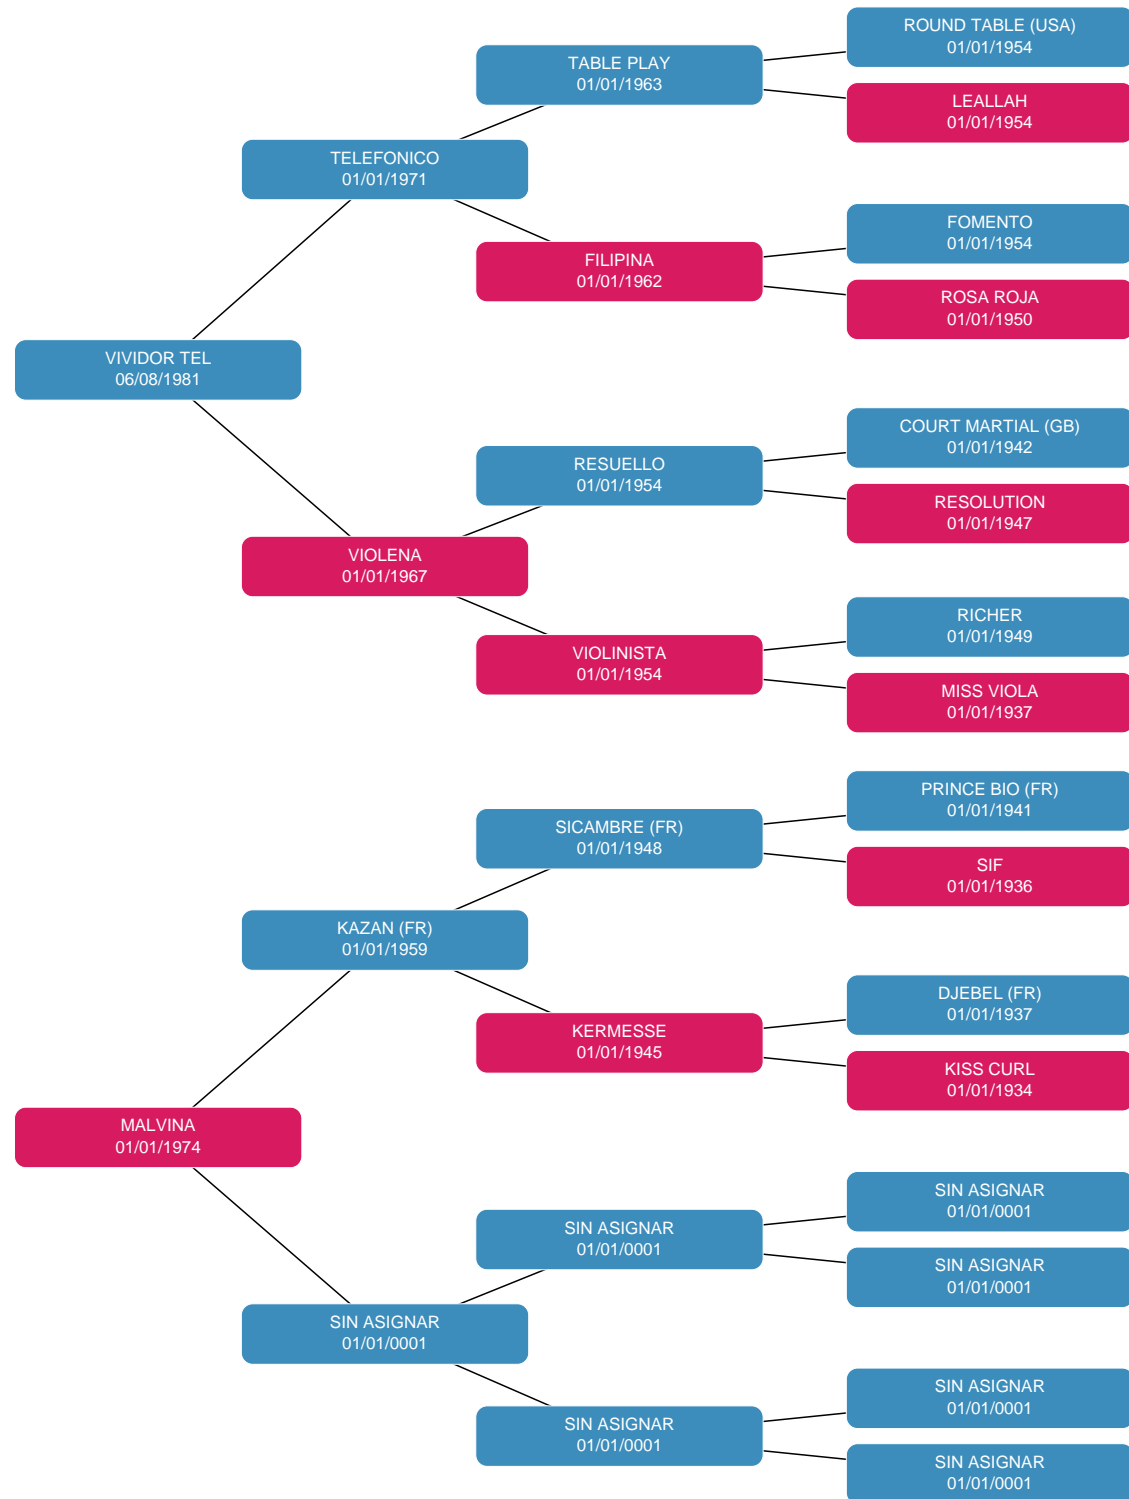 ROUND TABLE (USA)
01/01/1954
TABLE PLAY
01/01/1963
LEALLAH
01/01/1954
TELEFONICO
01/01/1971
FOMENTO
01/01/1954
FILIPINA
01/01/1962
ROSA ROJA
01/01/1950
VIVIDOR TEL
06/08/1981
COURT MARTIAL (GB)
01/01/1942
RESUELLO
01/01/1954
RESOLUTION
01/01/1947
VIOLENA
01/01/1967
RICHER
01/01/1949
VIOLINISTA
01/01/1954
MISS VIOLA
01/01/1937
PRINCE BIO (FR)
01/01/1941
SICAMBRE (FR)
01/01/1948
SIF
01/01/1936
KAZAN (FR)
01/01/1959
DJEBEL (FR)
01/01/1937
KERMESSE
01/01/1945
KISS CURL
01/01/1934
MALVINA
01/01/1974
SIN ASIGNAR
01/01/0001
SIN ASIGNAR
01/01/0001
SIN ASIGNAR
01/01/0001
SIN ASIGNAR
01/01/0001
SIN ASIGNAR
01/01/0001
SIN ASIGNAR
01/01/0001
SIN ASIGNAR
01/01/0001